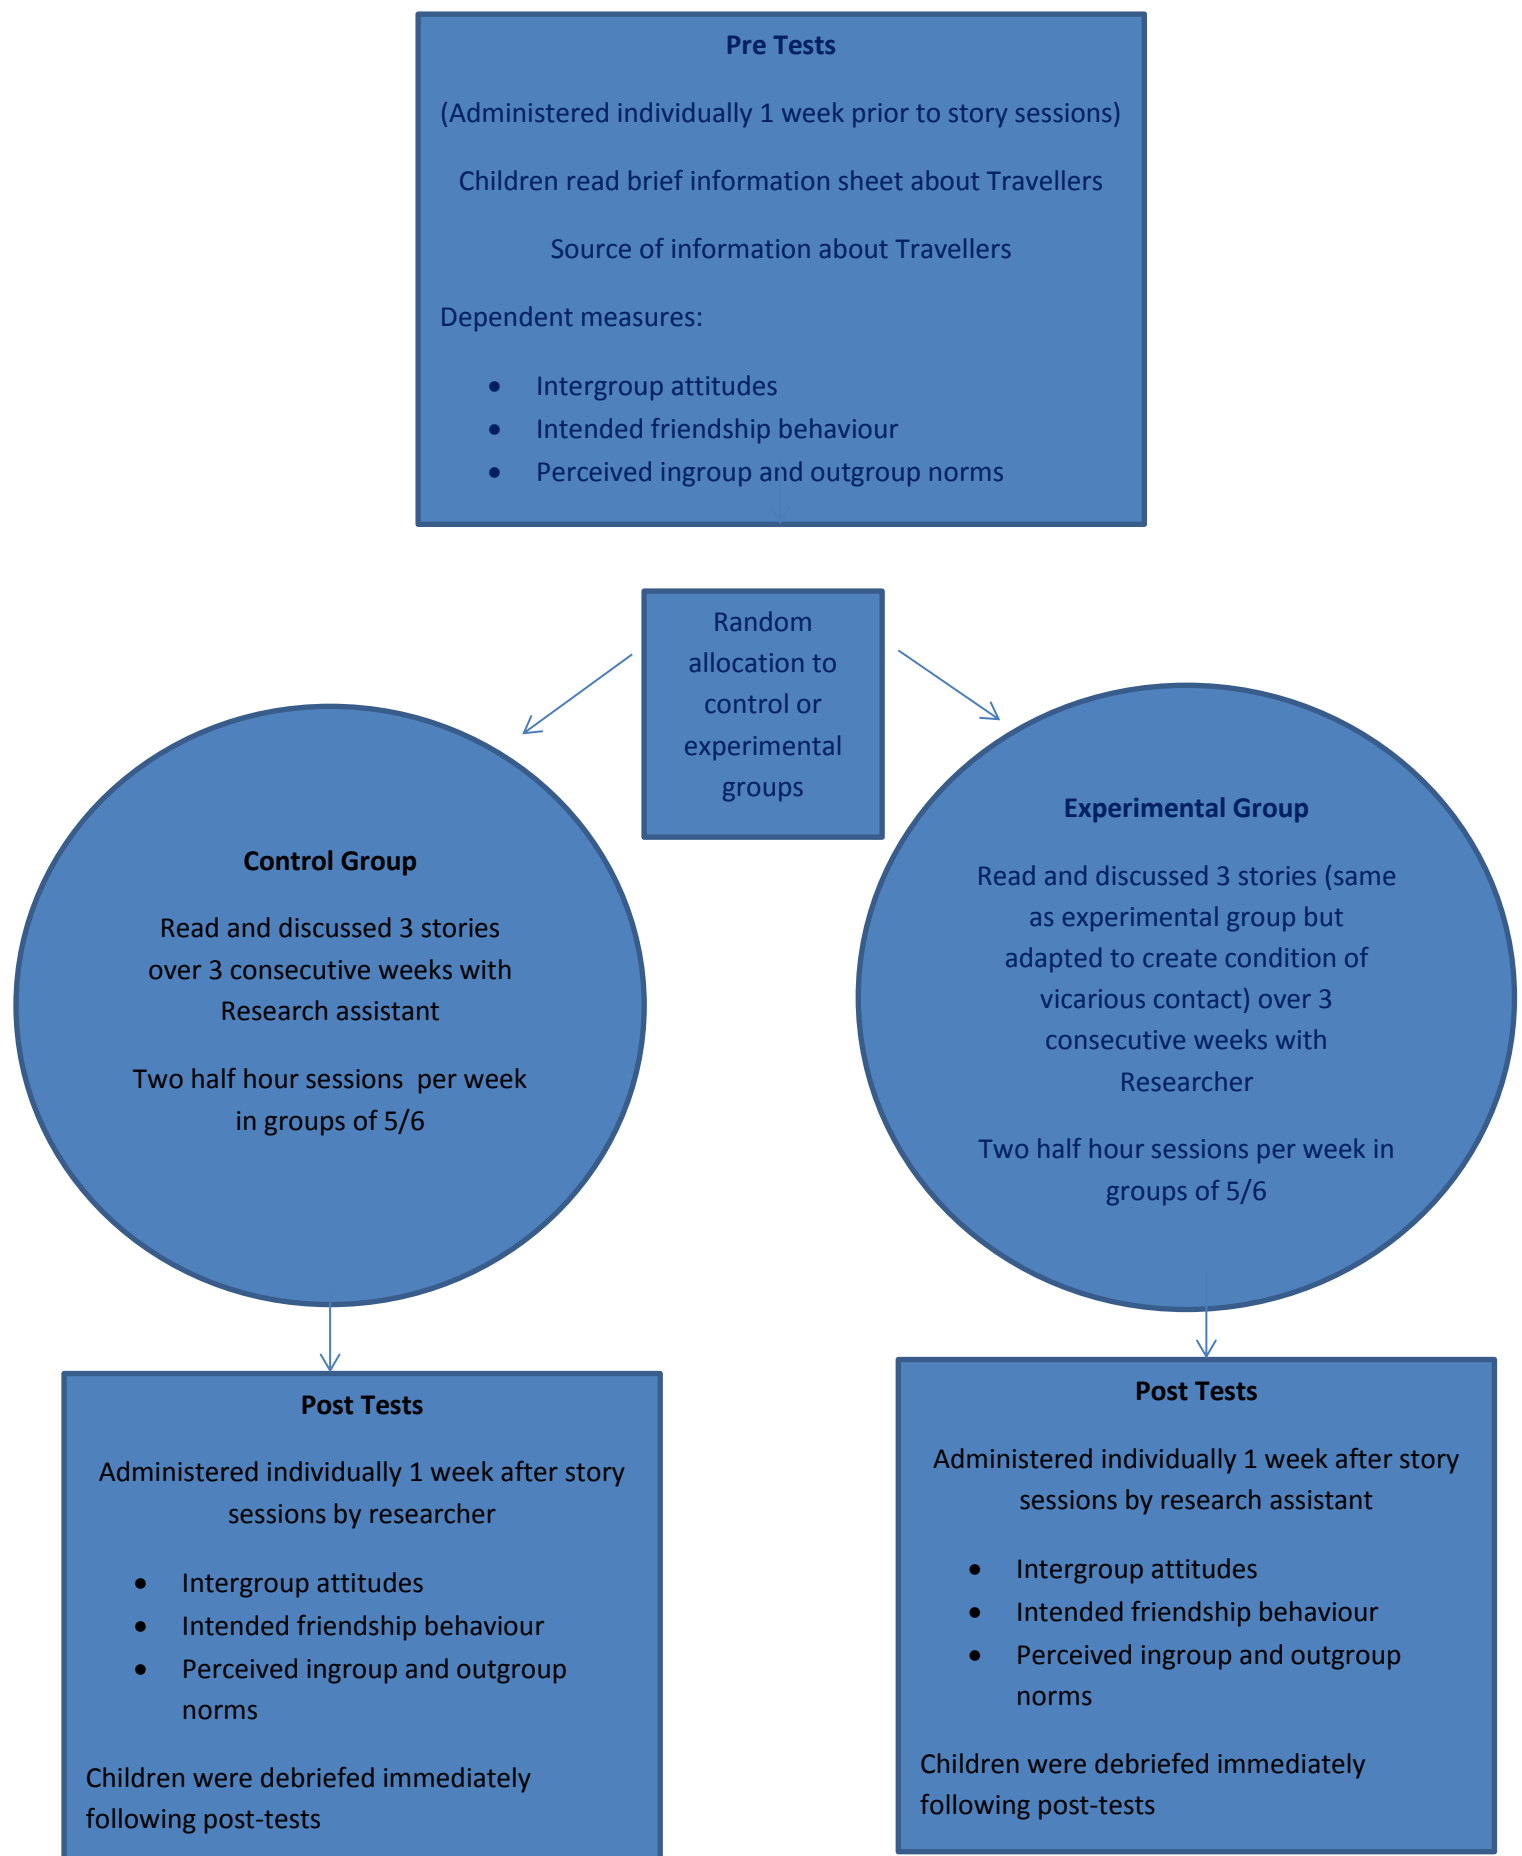 Pre Tests
(Administered individually 1 week prior to story sessions)
Children read brief information sheet about Travellers
Source of information about Travellers
Dependent measures:
• Intergroup attitudes
• Intended friendship behaviour
• Perceived ingroup and outgroup norms
Random
allocation to
control or
experimental
groups
Control Group
Read and discussed 3 stories
over 3 consecutive weeks with
Research assistant
Two half hour sessions  per week
in groups of 5/6
Experimental Group
Read and discussed 3 stories (same
as experimental group but
adapted to create condition of
vicarious contact) over 3
consecutive weeks with
Researcher
Two half hour sessions per week in
groups of 5/6
Post Tests
Administered individually 1 week after story
sessions by researcher
• Intergroup attitudes
• Intended friendship behaviour
• Perceived ingroup and outgroup
norms
Children were debriefed immediately
following post-tests
Post Tests
Administered individually 1 week after story
sessions by research assistant
• Intergroup attitudes
• Intended friendship behaviour
• Perceived ingroup and outgroup
norms
Children were debriefed immediately
following post-tests